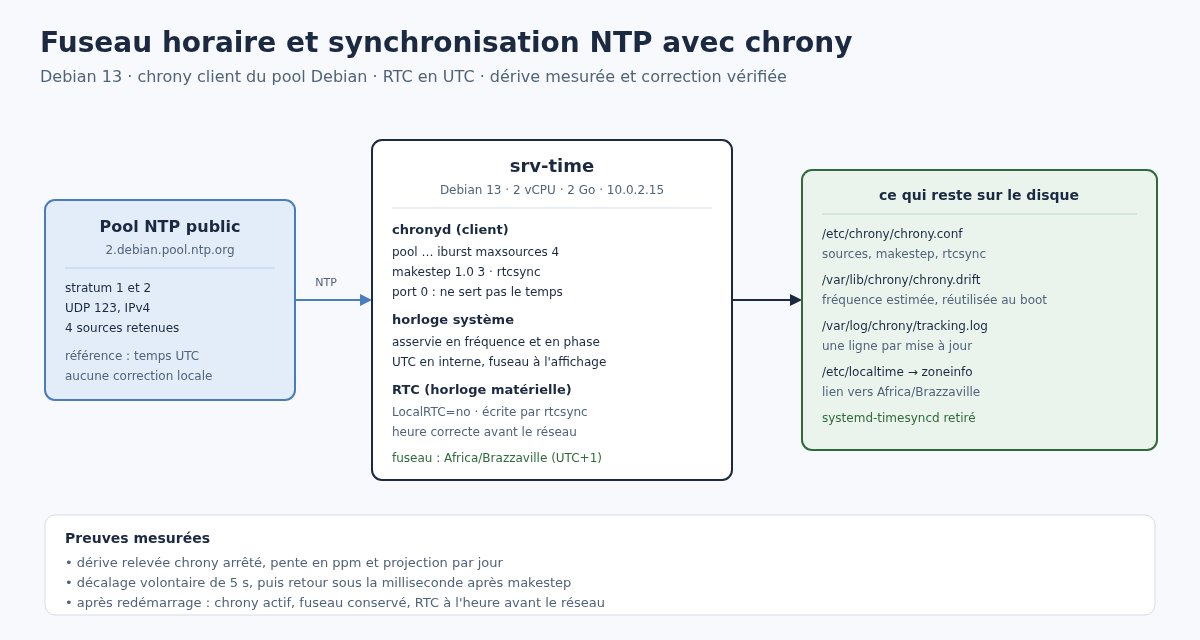 Fuseau horaire et synchronisation NTP avec chrony
Debian 13 · chrony client du pool Debian · RTC en UTC · dérive mesurée et correction vérifiée
Pool NTP public
2.debian.pool.ntp.org
stratum 1 et 2
UDP 123, IPv4
4 sources retenues
référence : temps UTC
aucune correction locale
NTP
srv-time
Debian 13 · 2 vCPU · 2 Go · 10.0.2.15
chronyd (client)
pool … iburst maxsources 4
makestep 1.0 3 · rtcsync
port 0 : ne sert pas le temps
horloge système
asservie en fréquence et en phase
UTC en interne, fuseau à l'affichage
RTC (horloge matérielle)
LocalRTC=no · écrite par rtcsync
heure correcte avant le réseau
fuseau : Africa/Brazzaville (UTC+1)
ce qui reste sur le disque
/etc/chrony/chrony.conf
sources, makestep, rtcsync
/var/lib/chrony/chrony.drift
fréquence estimée, réutilisée au boot
/var/log/chrony/tracking.log
une ligne par mise à jour
/etc/localtime → zoneinfo
lien vers Africa/Brazzaville
systemd-timesyncd retiré
Preuves mesurées
• dérive relevée chrony arrêté, pente en ppm et projection par jour
• décalage volontaire de 5 s, puis retour sous la milliseconde après makestep
• après redémarrage : chrony actif, fuseau conservé, RTC à l'heure avant le réseau